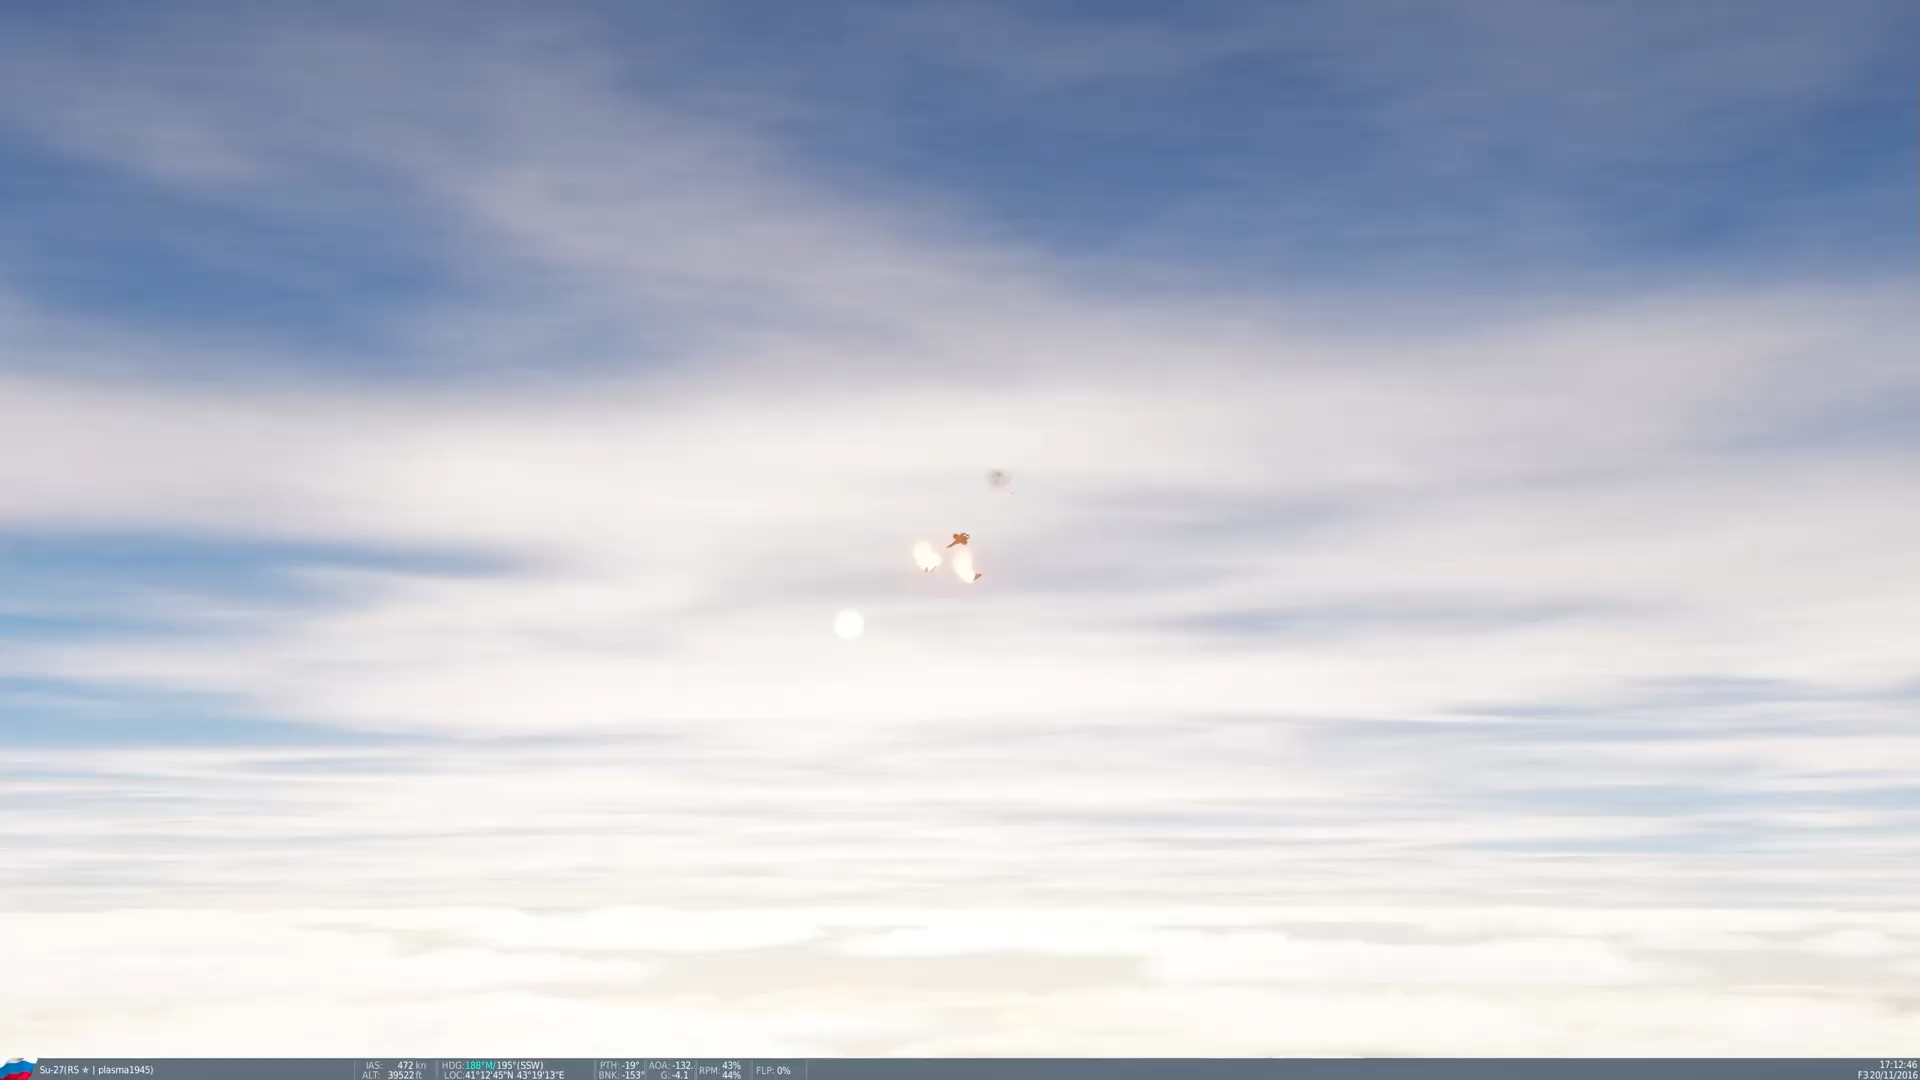 Su-27(RS ★ | plasma1945)
IAS: 472 kn
ALT: 39522 ft
HDG:188°M/195°(SSW)
LOC:41°12'45"N 43°19'13"E
PTH: -19°
BNK: -153°
AOA: -132.
G: -4.1
RPM: 43%
44%
FLP: 0%
17:12:46
F3 20/11/2016